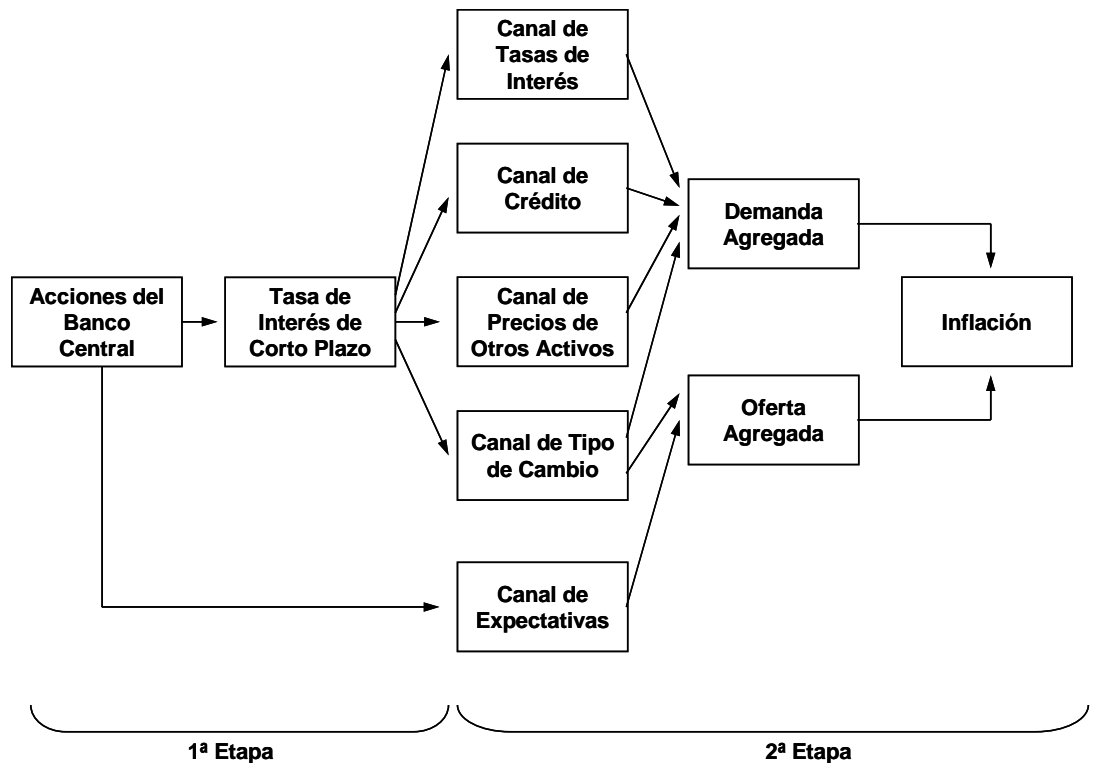 Canal de
Tasas de
Interés
Canal de
Crédito
Demanda
Agregada
Acciones del
Banco
Central
Tasa de
Interés de
Corto Plazo
Canal de
Precios de
Otros Activos
Inflación
Canal de Tipo
de Cambio
Oferta
Agregada
Canal de
Expectativas
1ª Etapa
2ª Etapa